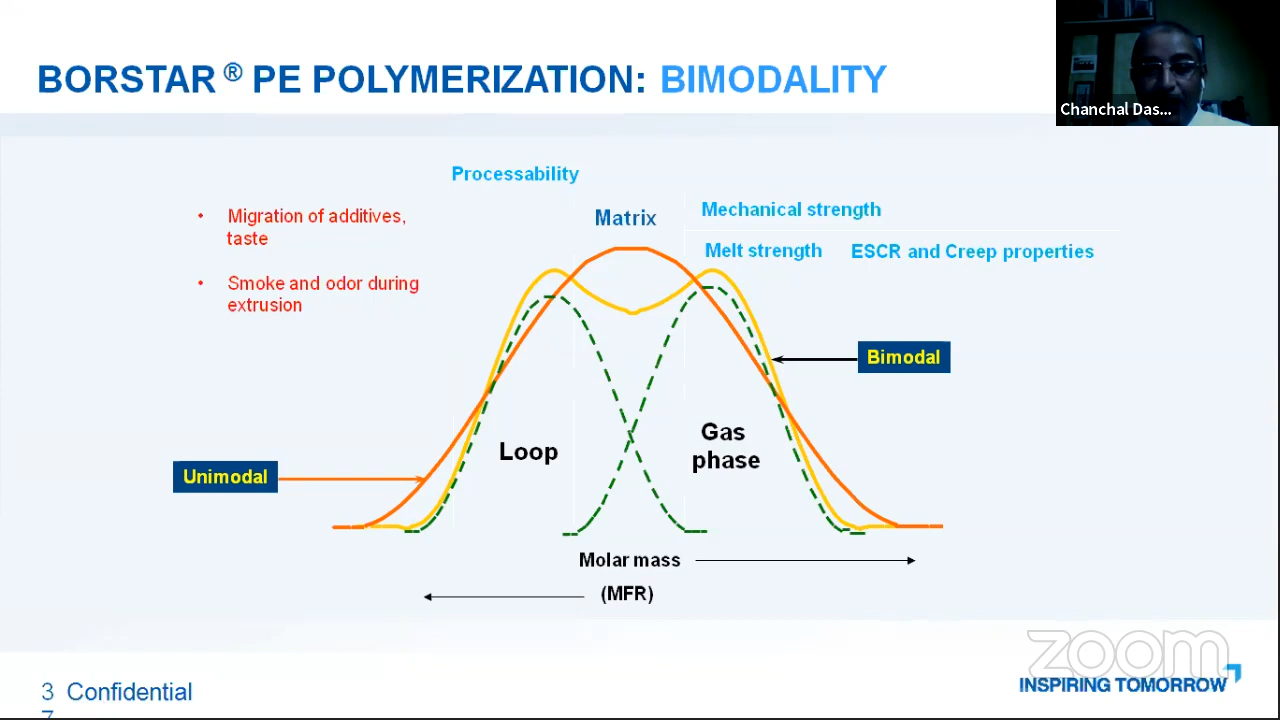 BORSTAR® PE POLYMERIZATION: BIMODALITY
Chanchal Das...
Processability
Matrix
Mechanical strength
Melt strength
ESCR and Creep properties
• Migration of additives,
taste
• Smoke and odor during
extrusion
Bimodal
Unimodal
Loop
Gas
phase
Molar mass
(MFR)
zoom
INSPIRING TOMORROW
3 Confidential
7